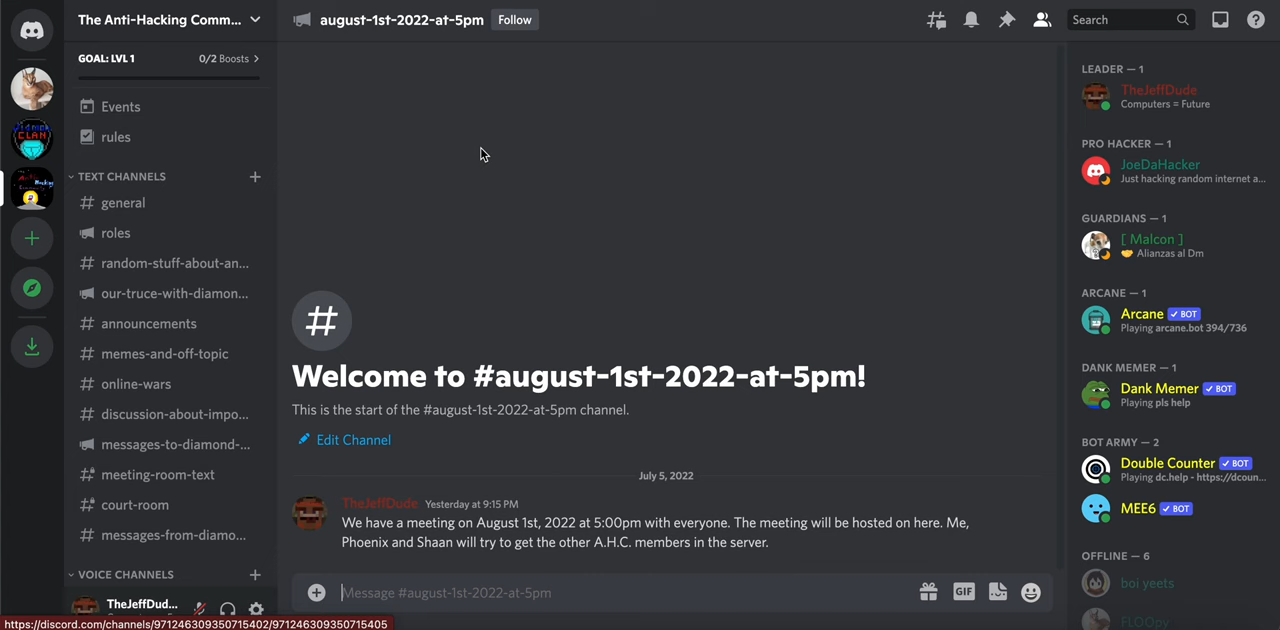 The Anti-Hacking Comm...
august-1st-2022-at-5pm
Follow
Search
GOAL: LVL 1
0/2 Boosts
Events
rules
TEXT CHANNELS
general
roles
random-stuff-about-an...
our-truce-with-diamon...
announcements
memes-and-off-topic
online-wars
discussion-about-impo...
messages-to-diamond-...
meeting-room-text
court-room
messages-from-diamo...
VOICE CHANNELS
TheJeffDud...
https://discord.com/channels/971246309350715402/971246309350715405
Welcome to #august-1st-2022-at-5pm!
This is the start of the #august-1st-2022-at-5pm channel.
Edit Channel
July 5, 2022
TheJeffDude Yesterday at 9:15 PM
We have a meeting on August 1st, 2022 at 5:00pm with everyone. The meeting will be hosted on here. Me,
Phoenix and Shaan will try to get the other A.H.C. members in the server.
Message #august-1st-2022-at-5pm
GIF
LEADER — 1
TheJeffDude
Computers = Future
PRO HACKER — 1
JoeDaHacker
Just hacking random internet a...
GUARDIANS — 1
[ Malcon ]
Alianzas al Dm
ARCANE — 1
Arcane ✓ BOT
Playing arcane.bot 394/736
DANK MEMER — 1
Dank Memer ✓ BOT
Playing pls help
BOT ARMY — 2
Double Counter ✓ BOT
Playing dc.help - https://dcoun...
MEE6 ✓ BOT
OFFLINE — 6
boi yeets
FLOOpy